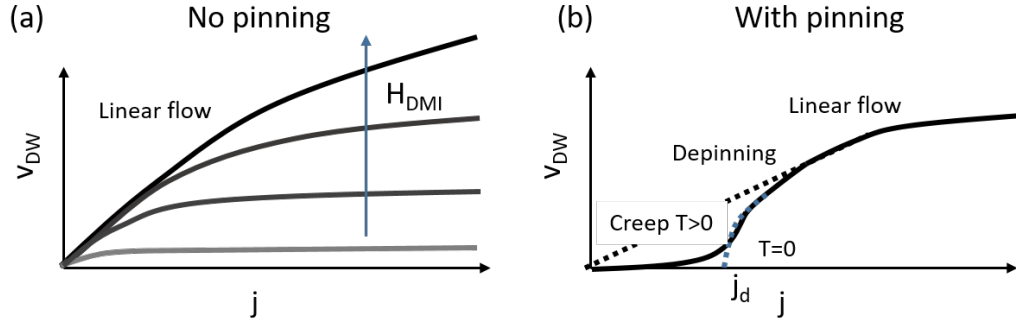 (a)
No pinning
Linear flow
H_DMI
v_DW
j
(b)
With pinning
Linear flow
Depinning
Creep T>0
T=0
v_DW
j_d
j